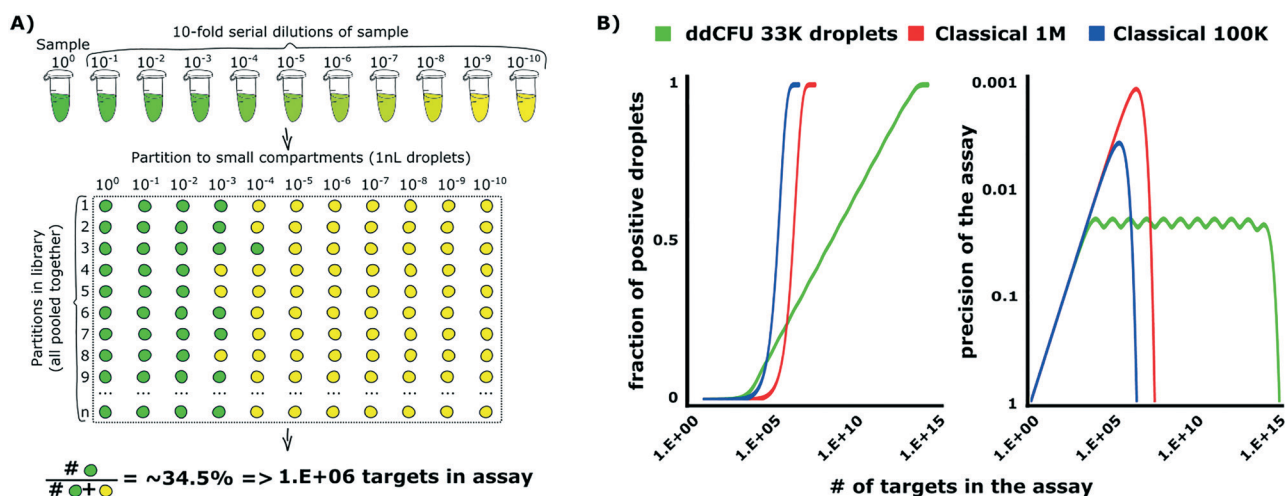 A)
10-fold serial dilutions of sample
Sample
10⁰ 10⁻¹ 10⁻² 10⁻³ 10⁻⁴ 10⁻⁵ 10⁻⁶ 10⁻⁷ 10⁻⁸ 10⁻⁹ 10⁻¹⁰
Partition to small compartments (1nL droplets)
10⁰ 10⁻¹ 10⁻² 10⁻³ 10⁻⁴ 10⁻⁵ 10⁻⁶ 10⁻⁷ 10⁻⁸ 10⁻⁹ 10⁻¹⁰
Partitions in library
(all pooled together)
1
2
3
4
5
6
7
8
9
... ... ... ... ... ... ... ... ... ... ... ...
n
#
# + = ~34.5% => 1.E+06 targets in assay
B)
ddCFU 33K droplets Classical 1M Classical 100K
fraction of positive droplets
1
0.5
0
1.E+00 1.E+05 1.E+10 1.E+15
precision of the assay
0.001
0.01
0.1
1
1.E+00 1.E+05 1.E+10 1.E+15
# of targets in the assay